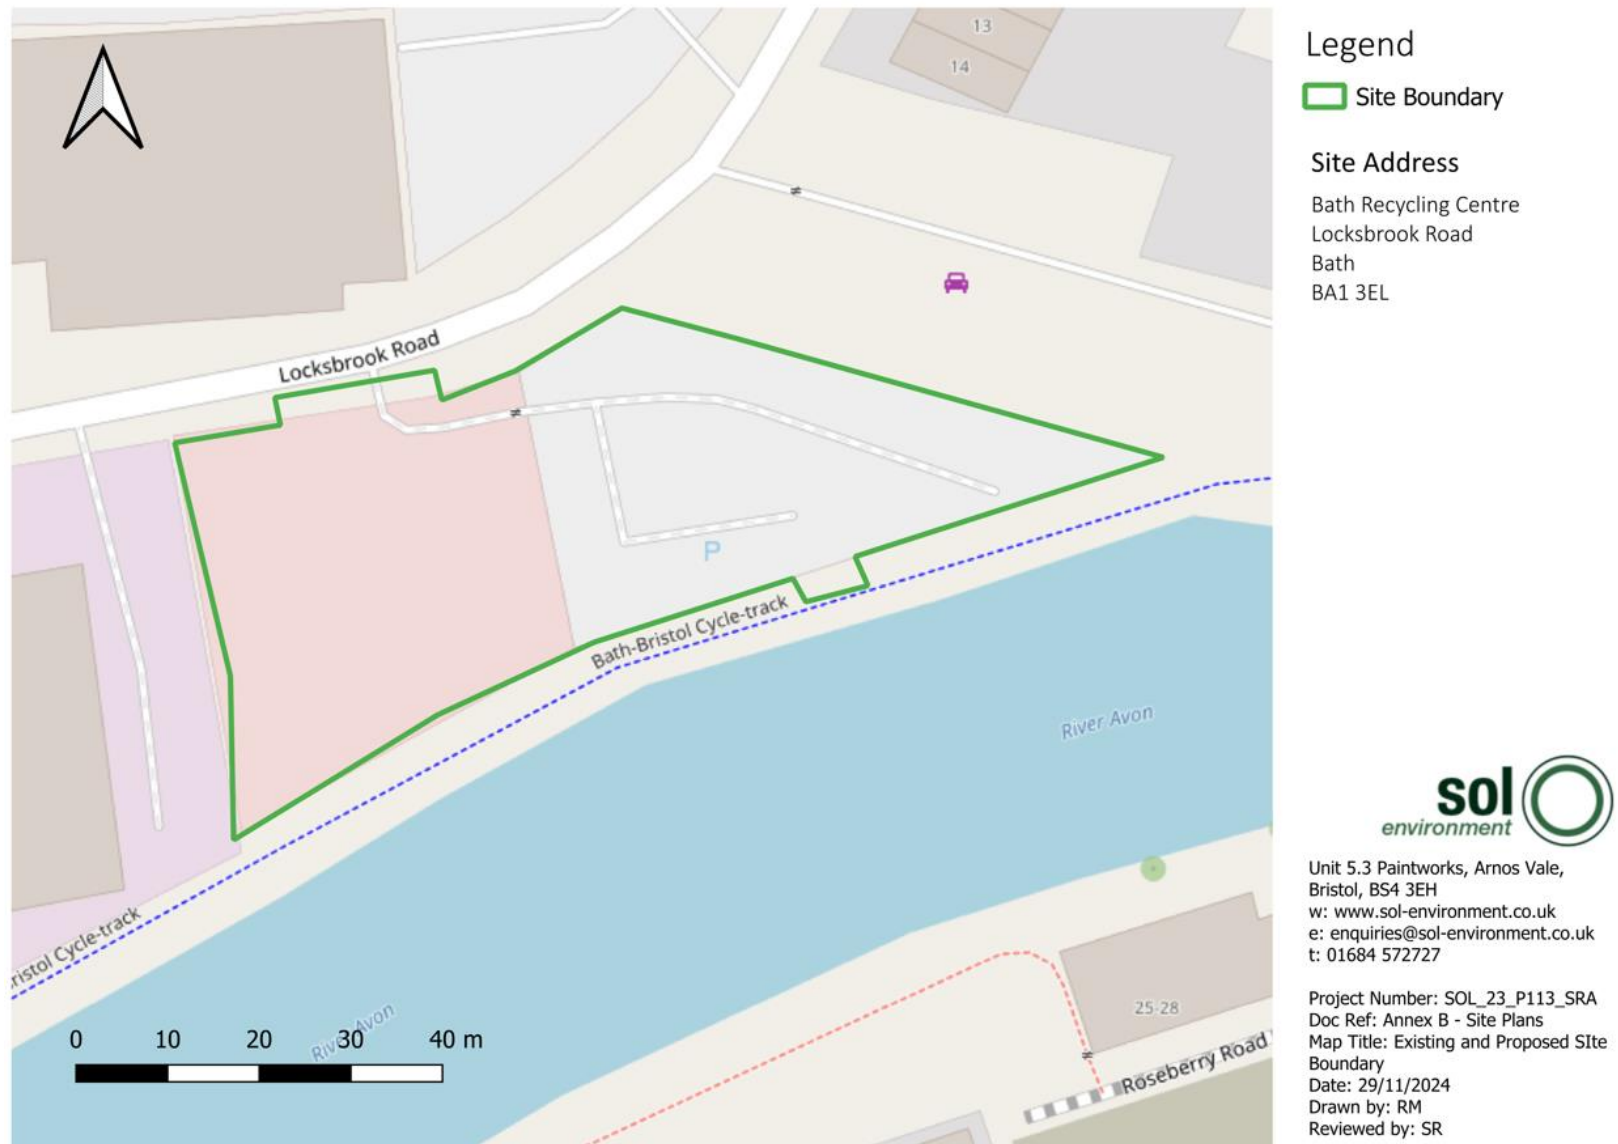 13
14
Locksbrook Road
P
Bath-Bristol Cycle-track
River Avon
ristol Cycle-track
River Avon
25-28
Roseberry Road
0 10 20 30 40 m
Legend
Site Boundary
Site Address
Bath Recycling Centre
Locksbrook Road
Bath
BA1 3EL
sol
environment
Unit 5.3 Paintworks, Arnos Vale,
Bristol, BS4 3EH
w: www.sol-environment.co.uk
e: enquiries@sol-environment.co.uk
t: 01684 572727
Project Number: SOL_23_P113_SRA
Doc Ref: Annex B - Site Plans
Map Title: Existing and Proposed SIte
Boundary
Date: 29/11/2024
Drawn by: RM
Reviewed by: SR